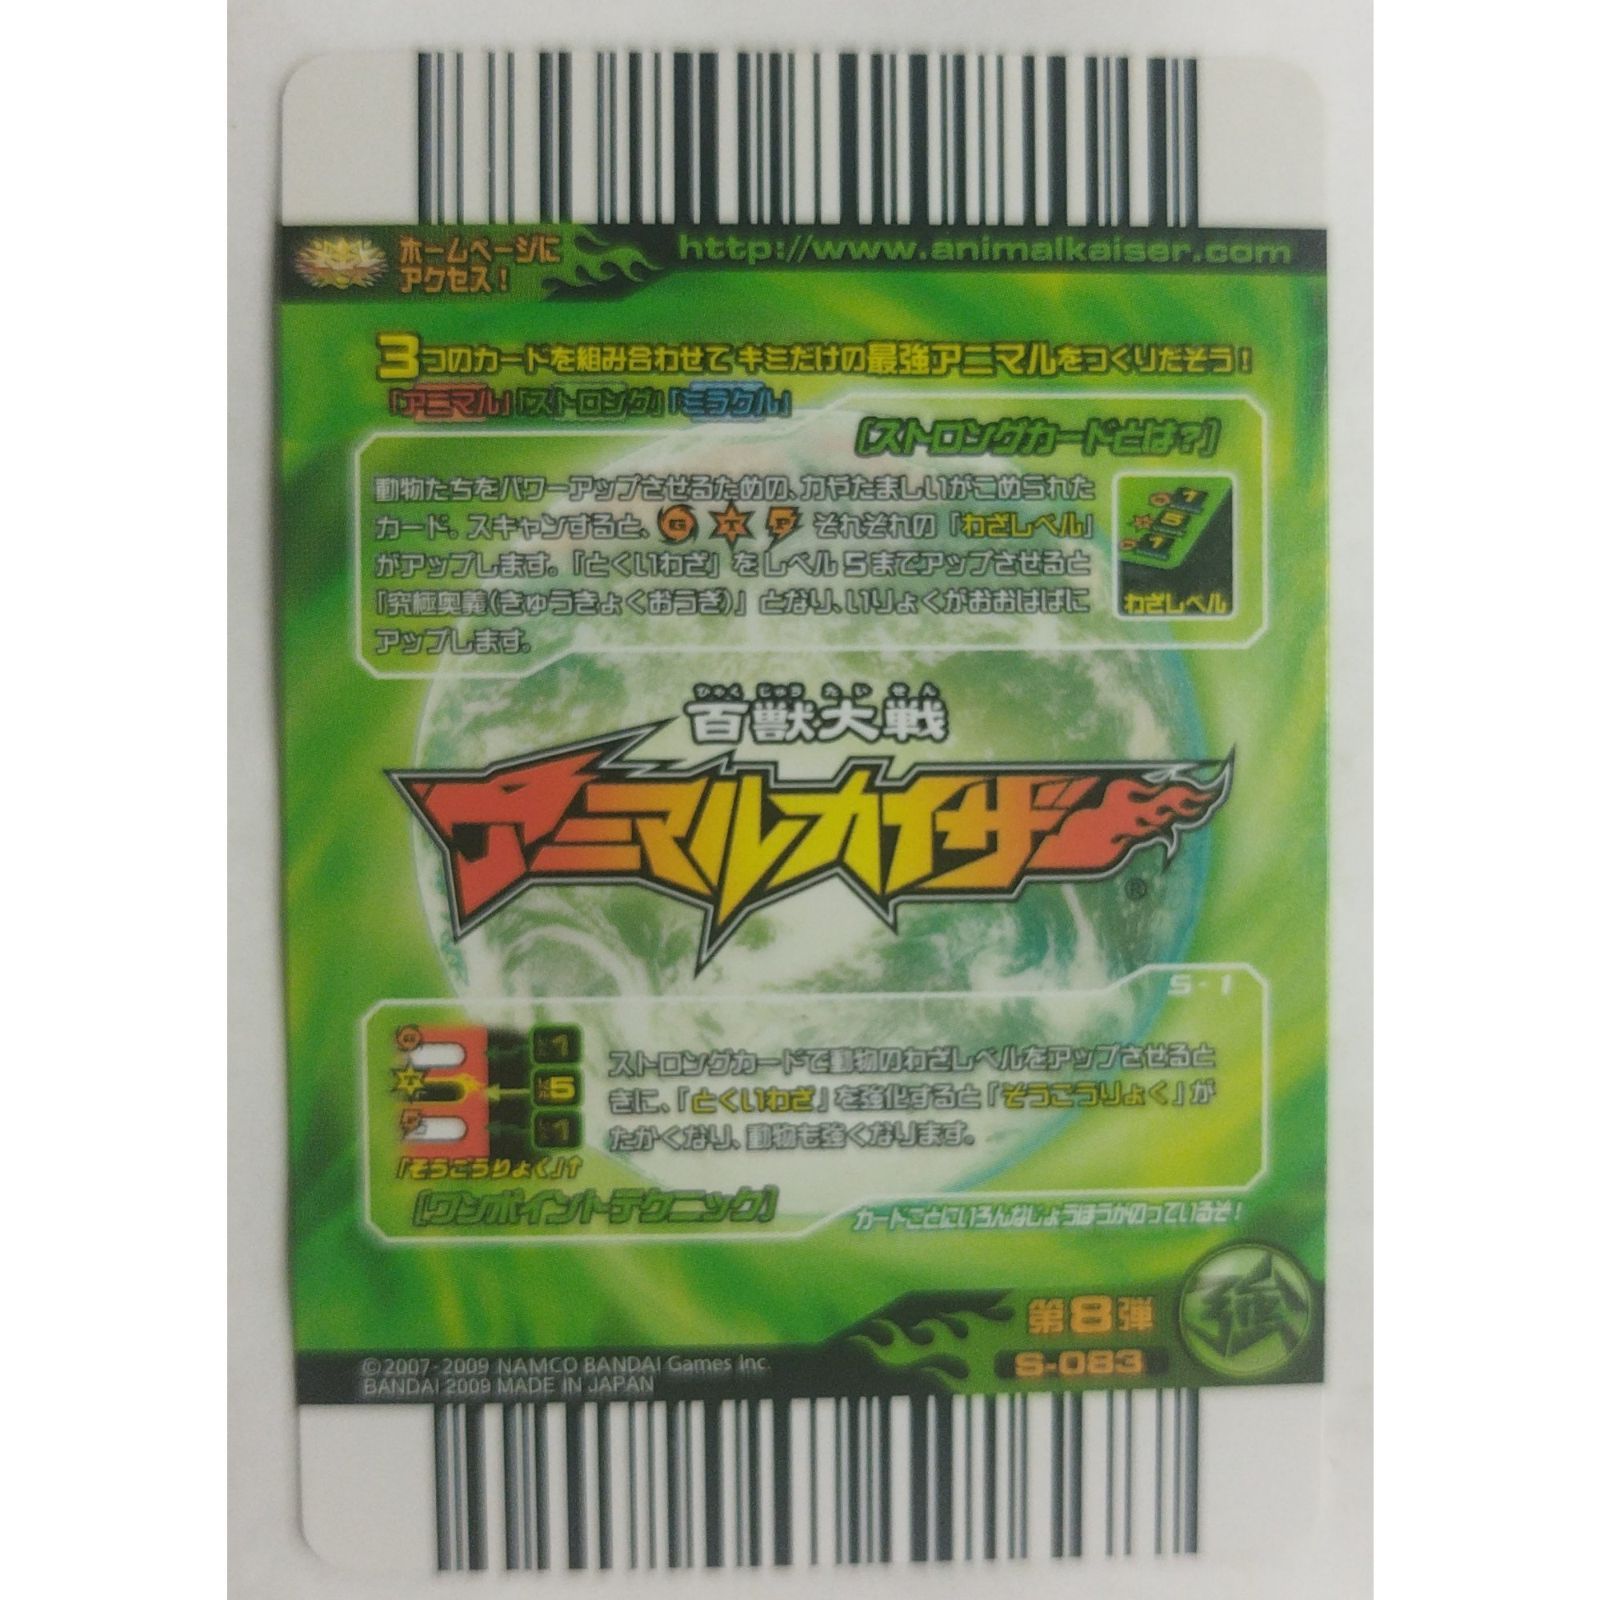 ホームページに
アクセス！
http://www.animalkaiser.com
3つのカードを組み合わせて キミだけの最強アニマルをつくりだそう！
「アニマル」「ストロング」「ミラクル」
［ストロングカードとは？］
動物たちをパワーアップさせるための、力やたましいがこめられた
カード。スキャンすると、G T P それぞれの「わざレベル」
がアップします。「とくいわざ」をレベル5までアップさせると
「究極奥義（きゅうきょくおうぎ）」となり、いりょくがおおはばに
アップします。
1
5
1
わざレベル
ひゃく じゅう たい せん
百獣大戦
アニマルカイザー
®
S-1
G 1
T 5
P 1
「そうごうりょく」↑
ストロングカードで動物のわざレベルをアップさせると
きに、「とくいわざ」を強化すると「そうごうりょく」が
たかくなり、動物も強くなります。
［ワンポイントテクニック］
カードごとにいろんなじょうほうがのっているぞ！
第8弾
強
S-083
©2007-2009 NAMCO BANDAI Games Inc.
BANDAI 2009 MADE IN JAPAN